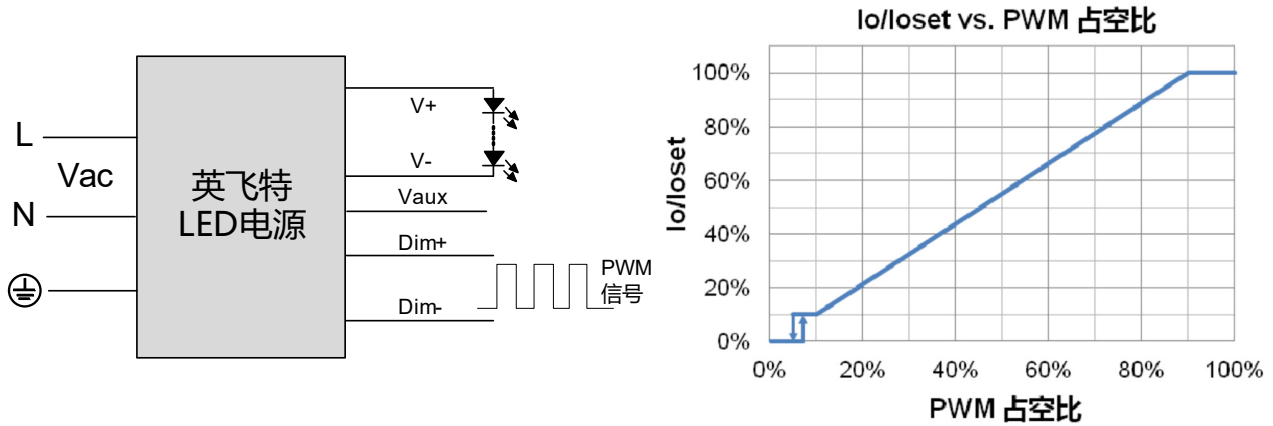 L
Vac
N
英飞特
LED电源
V+
V-
Vaux
Dim+
Dim-
PWM
信号
Io/Ioset vs. PWM 占空比
Io/Ioset
100%
80%
60%
40%
20%
0%
0% 20% 40% 60% 80% 100%
PWM 占空比